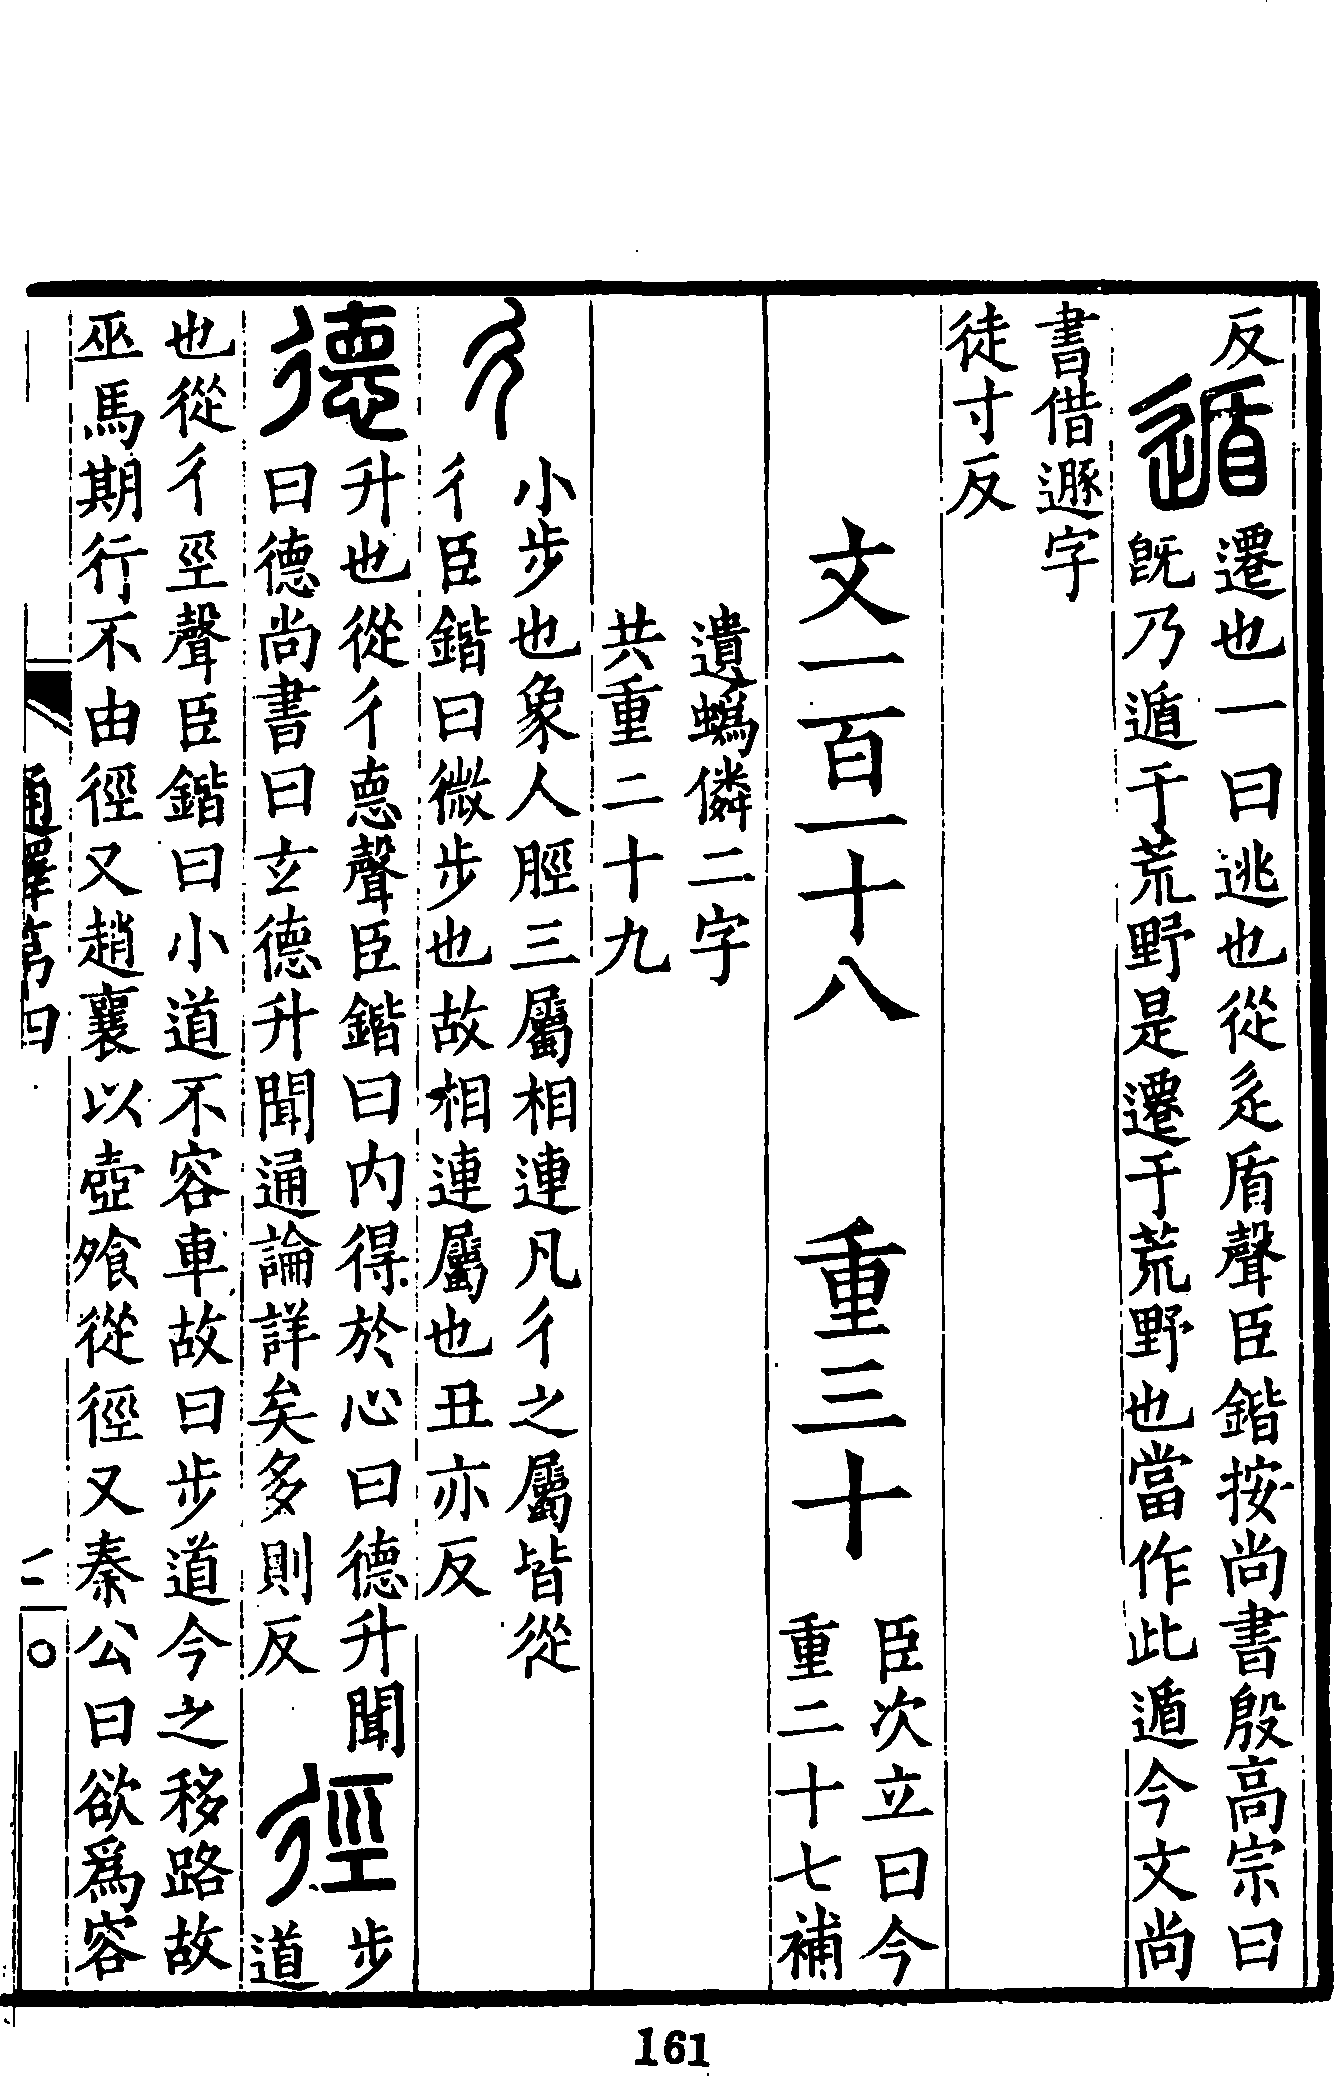 反
遁
遷也一曰逃也從辵盾聲臣鍇按尚書殷高宗曰
旣乃遁于荒野是遷于荒野也當作此遁今文尚
書借遯字
徒寸反
文一百一十八　重三十
臣次立曰今
重二十七補
遺𧐕僯二字
共重二十九
彳
小步也象人脛三屬相連凡彳之屬皆從
彳臣鍇曰微步也故相連屬也丑亦反
德
升也從彳悳聲臣鍇曰内得於心曰德升聞
曰德尚書曰玄德升聞通論詳矣多則反
徑
步
道
也從彳巠聲臣鍇曰小道不容車故曰步道今之移路故
巫馬期行不由徑又趙襄以壺飱從徑又秦公曰欲爲容
通釋第四
二〇
161